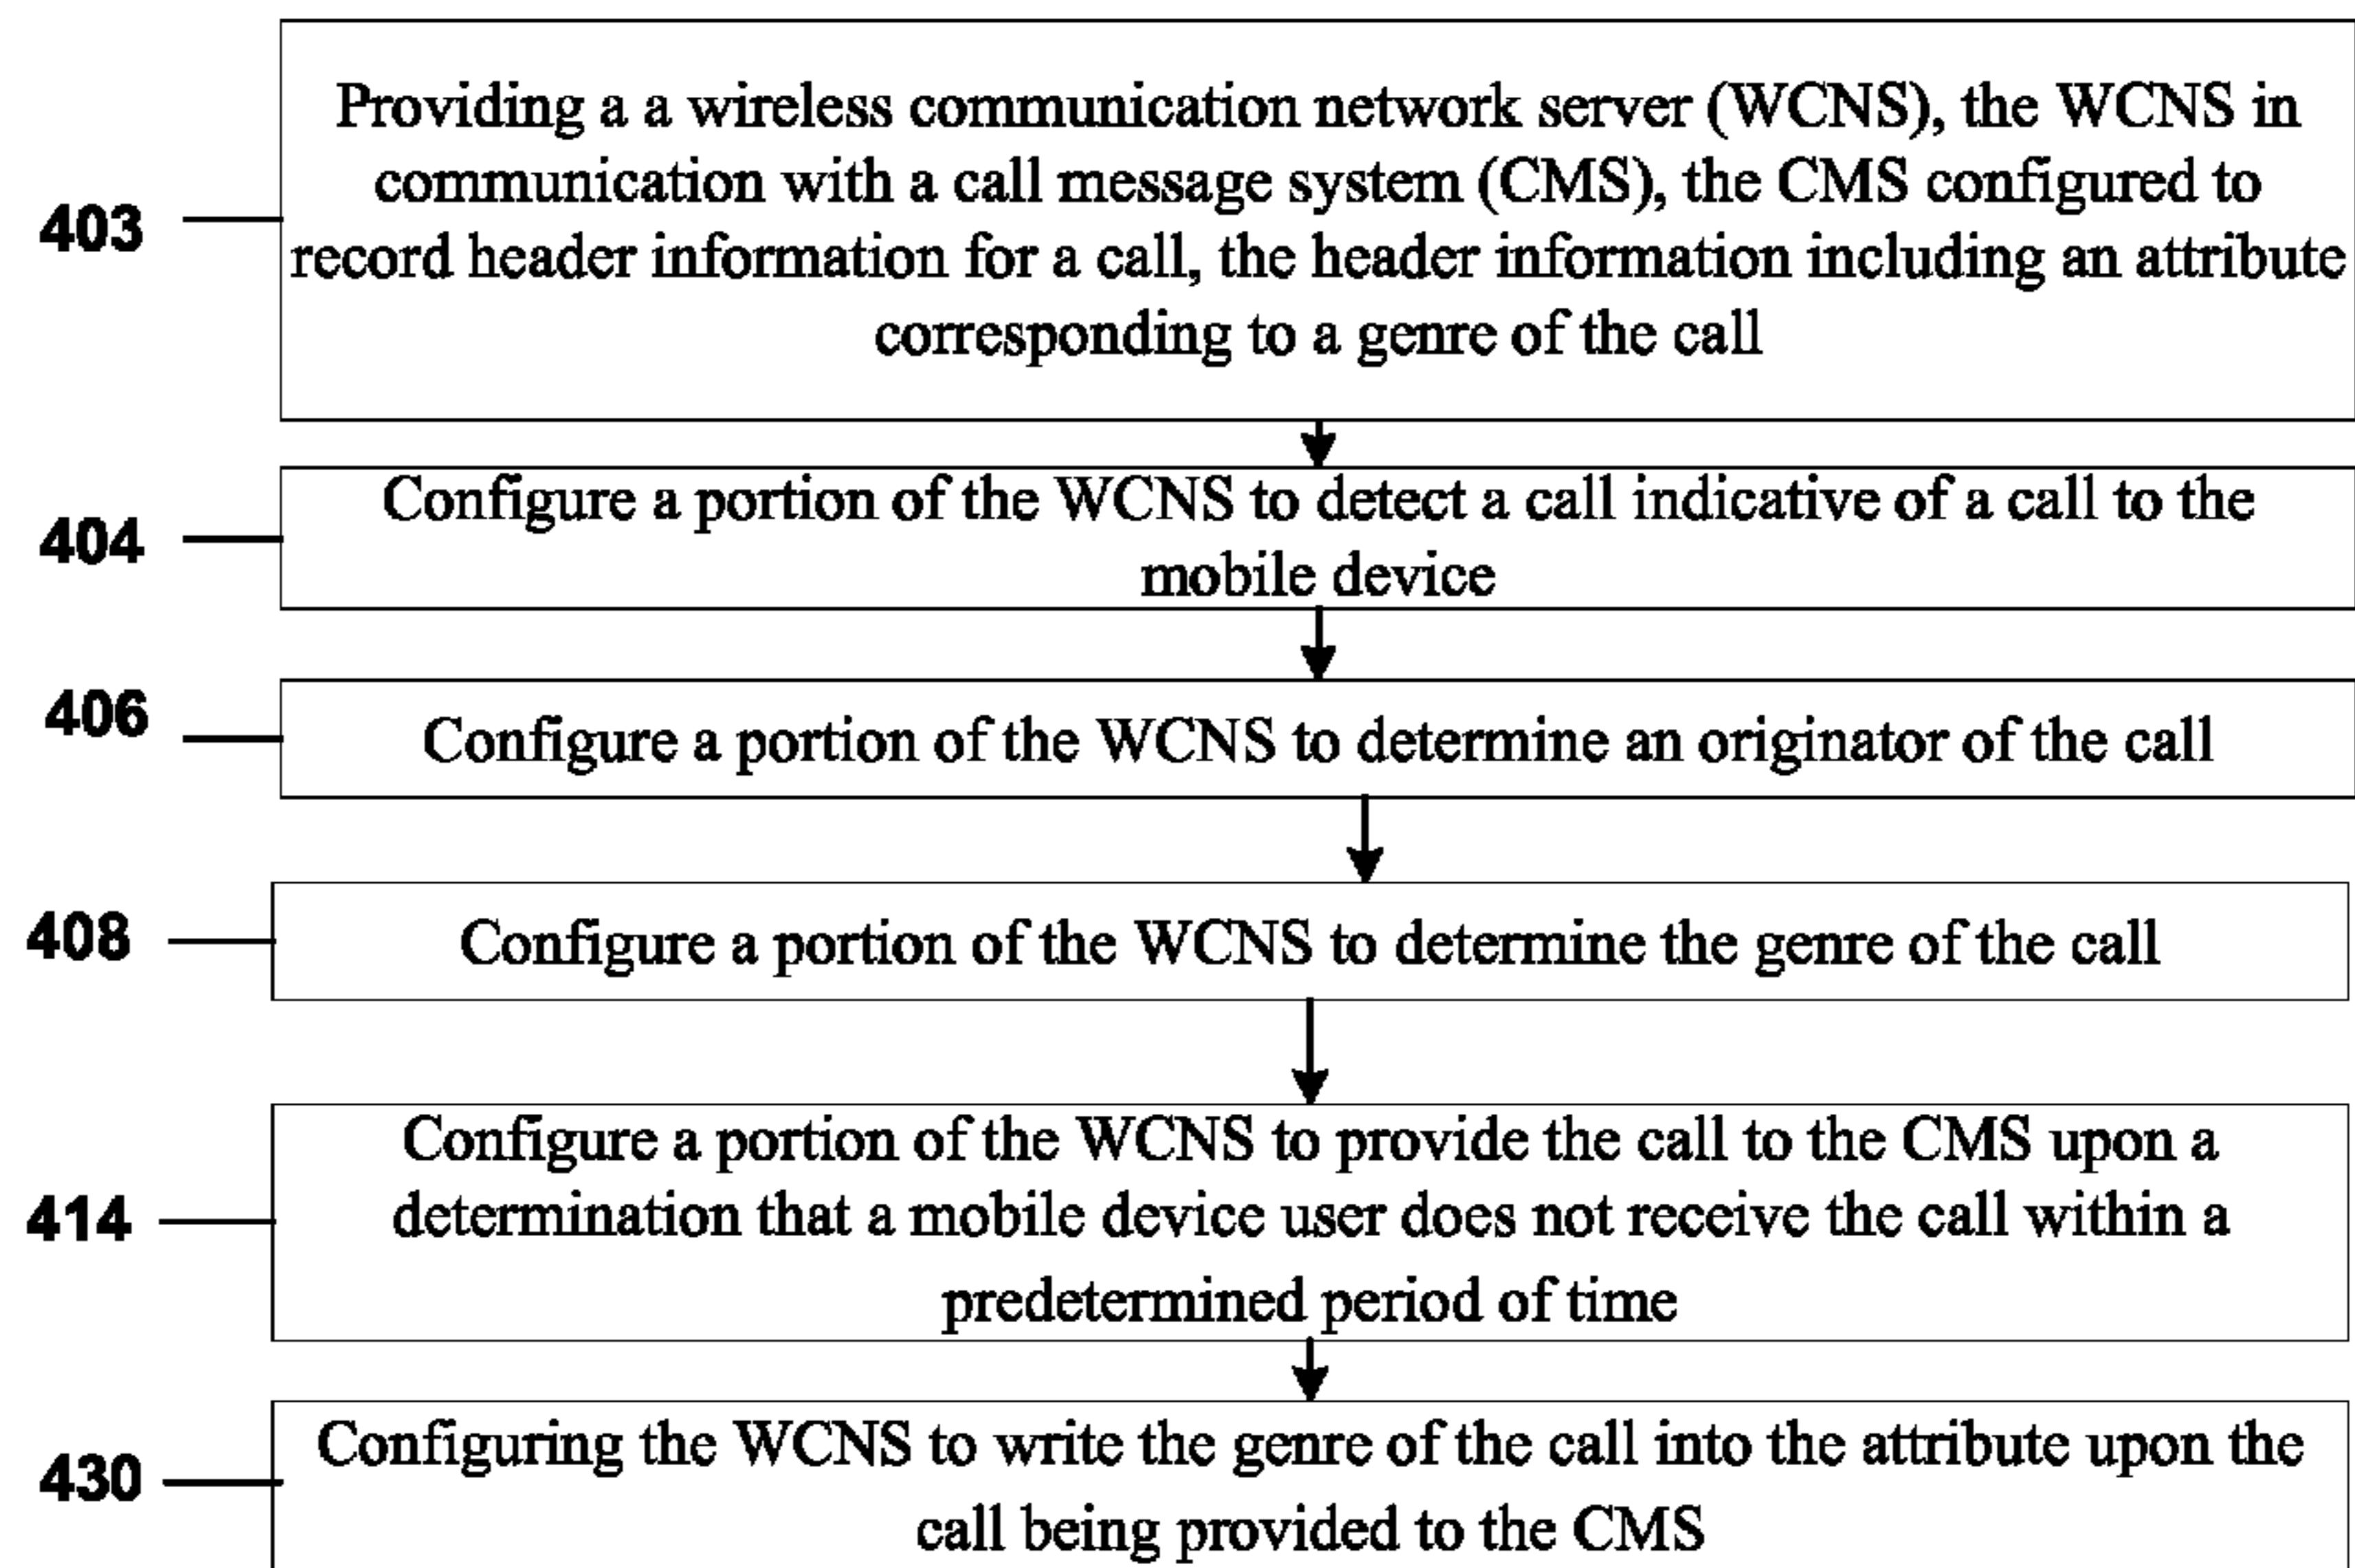 Providing a a wireless communication network server (WCNS), the WCNS in
communication with a call message system (CMS), the CMS configured to
403
record header information for a call, the header information including an attribute
corresponding to a genre of the call
Configure a portion of the WCNS to detect a call indicative of a call to the
404
mobile device
406
Configure a portion of the WCNS to determine an originator of the call
408
Configure a portion of the WCNS to determine the genre of the call
Configure a portion of the WCNS to provide the call to the CMS upon a
414
determination that a mobile device user does not receive the call within a
predetermined period of time
Configuring the WCNS to write the genre of the call into the attribute upon the
430
call being provided to the CMS